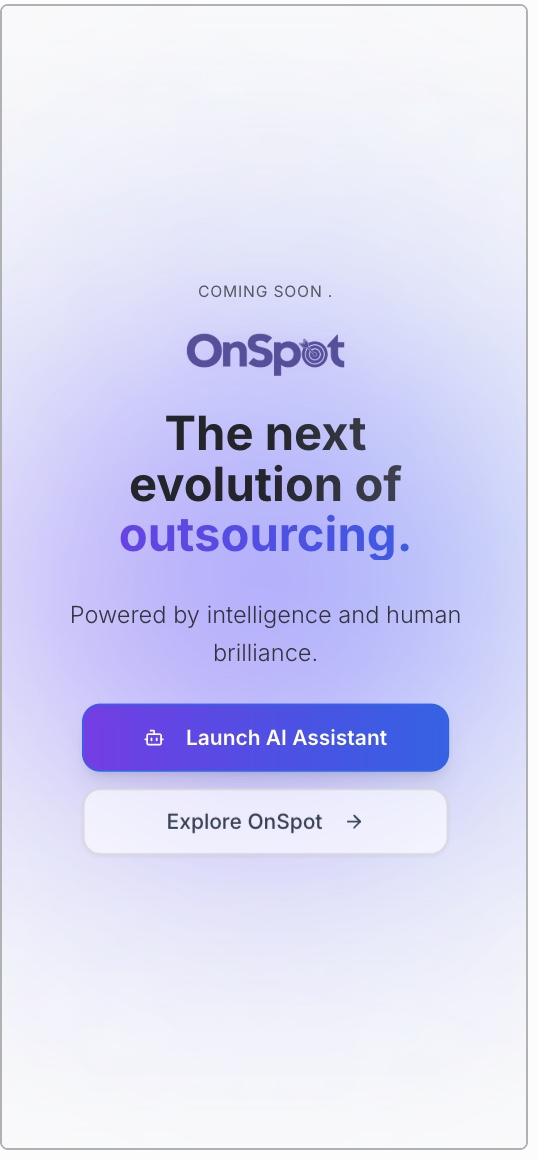 COMING SOON .
OnSpot
The next
evolution of
outsourcing.
Powered by intelligence and human
brilliance.
Launch AI Assistant
Explore OnSpot →